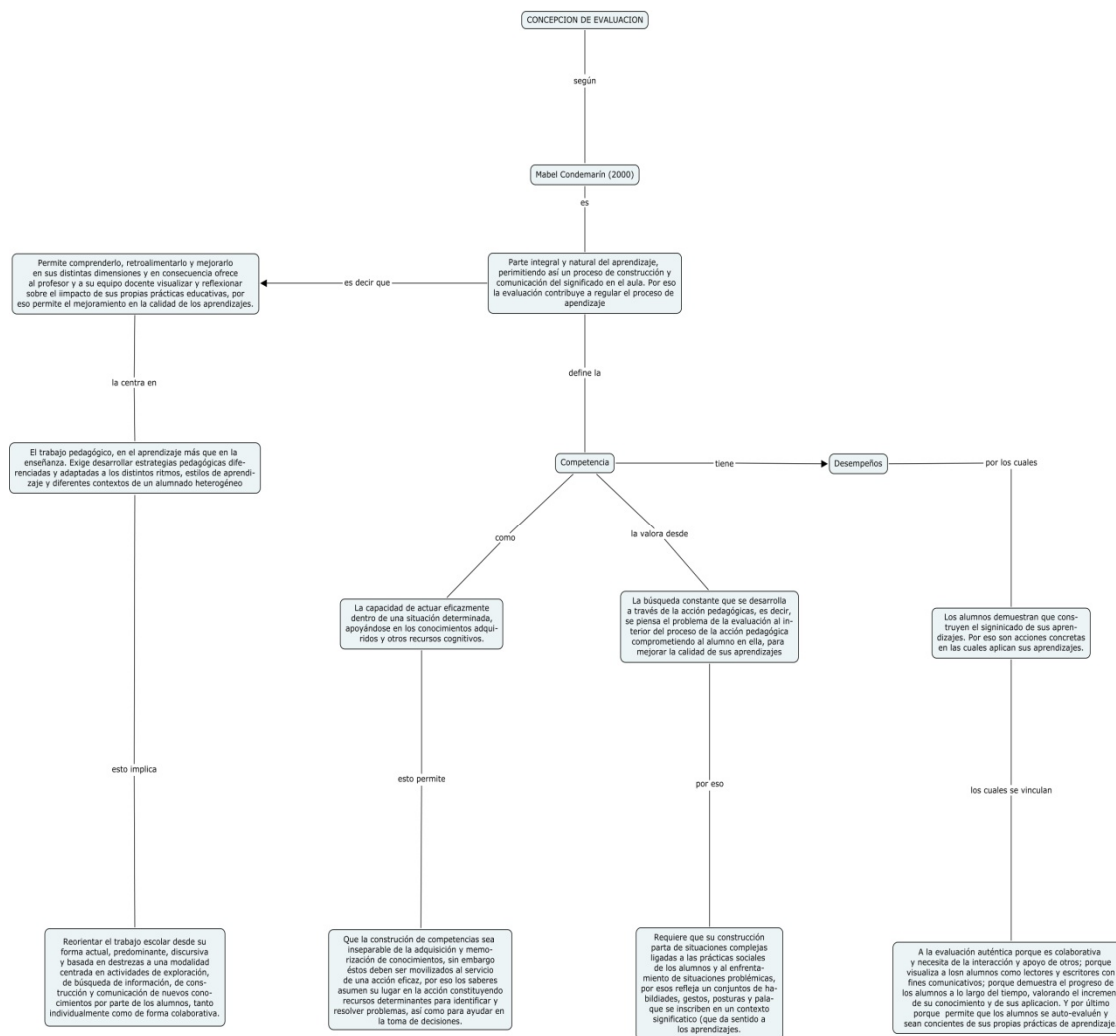 CONCEPCION DE EVALUACION
según
Mabel Condemarín (2000)
es
Parte integral y natural del aprendizaje,
perimitiendo así un proceso de construcción y
comunicación del significado en el aula. Por eso
la evaluación contribuye a regular el proceso de
apendizaje
es decir que
Permite comprenderlo, retroalimentarlo y mejorarlo
en sus distintas dimensiones y en consecuencia ofrece
al profesor y a su equipo docente visualizar y reflexionar
sobre el iimpacto de sus propias prácticas educativas, por
eso permite el mejoramiento en la calidad de los aprendizajes.
la centra en
El trabajo pedagógico, en el aprendizaje más que en la
enseñanza. Exige desarrollar estrategias pedagógicas dife-
renciadas y adaptadas a los distintos ritmos, estilos de aprendi-
zaje y diferentes contextos de un alumnado heterogéneo
esto implica
Reorientar el trabajo escolar desde su
forma actual, predominante, discursiva
y basada en destrezas a una modalidad
centrada en actividades de exploración,
de búsqueda de información, de cons-
trucción y comunicación de nuevos cono-
cimientos por parte de los alumnos, tanto
individualmente como de forma colaborativa.
define la
Competencia
tiene
Desempeños
por los cuales
como
la valora desde
La capacidad de actuar eficazmente
dentro de una situación determinada,
apoyándose en los conocimientos adqui-
ridos y otros recursos cognitivos.
esto permite
Que la construción de competencias sea
inseparable de la adquisición y memo-
rización de conocimientos, sin embargo
éstos deben ser movilizados al servicio
de una acción eficaz, por eso los saberes
asumen su lugar en la acción constituyendo
recursos determinantes para identificar y
resolver problemas, así como para ayudar en
la toma de decisiones.
La búsqueda constante que se desarrolla
a través de la acción pedagógicas, es decir,
se piensa el problema de la evaluación al in-
terior del proceso de la acción pedagógica
comprometiendo al alumno en ella, para
mejorar la calidad de sus aprendizajes
por eso
Requiere que su construcción
parta de situaciones complejas
ligadas a las prácticas sociales
de los alumnos y al enfrenta-
miento de situaciones problémicas,
por esos refleja un conjuntos de ha-
bildiades, gestos, posturas y pala-
que se inscriben en un contexto
significatico (que da sentido a
los aprendizajes.
Los alumnos demuestran que cons-
truyen el signinicado de sus apren-
dizajes. Por eso son acciones concretas
en las cuales aplican sus aprendizajes.
los cuales se vinculan
A la evaluación auténtica porque es colaborativa
y necesita de la interacción y apoyo de otros; porque
visualiza a losn alumnos como lectores y escritores con
fines comunicativos; porque demuestra el progreso de
los alumnos a lo largo del tiempo, valorando el incremen
de su conocimiento y de sus aplicacion. Y por último
porque permite que los alumnos se auto-evaluén y
sean concientes de sus propias prácticas de aprendizaje